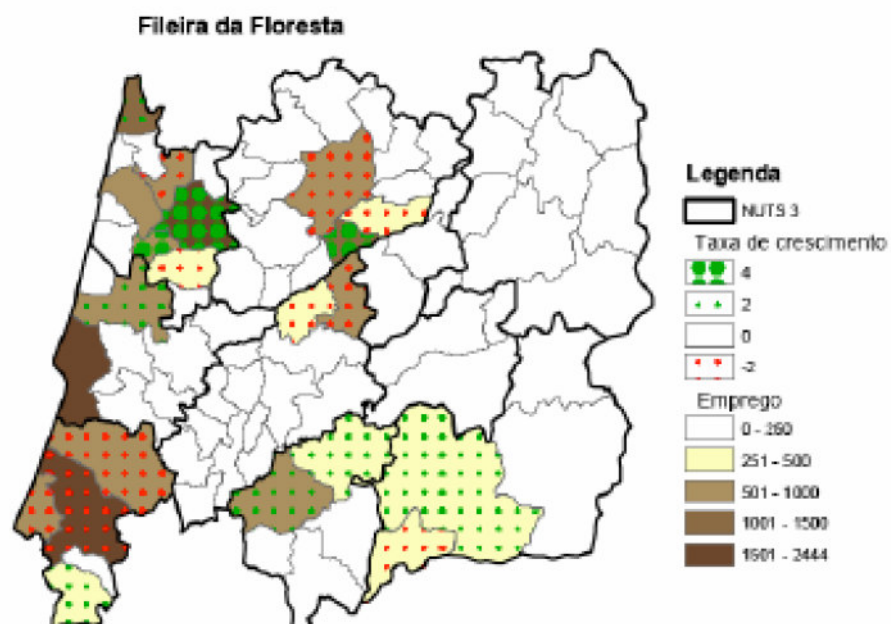 Fileira da Floresta
Legenda
NUTS 3
Taxa de crescimento
4
2
0
-2
Emprego
0 - 250
251 - 500
501 - 1000
1001 - 1500
1501 - 2444